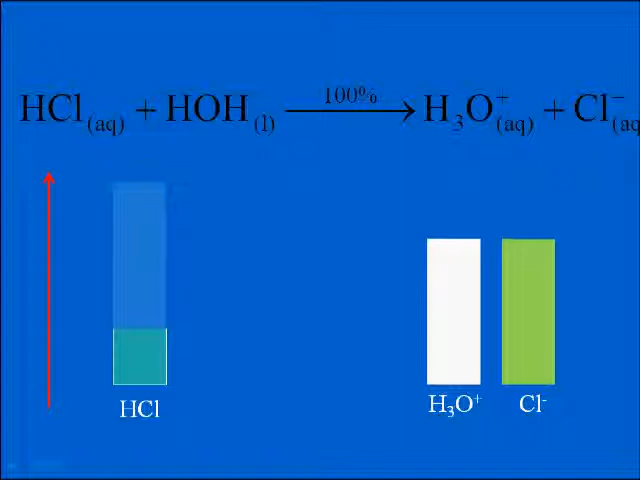 HCl(aq) + HOH(l) 100% → H₃O⁺(aq) + Cl⁻(aq
HCl H₃O⁺ Cl⁻